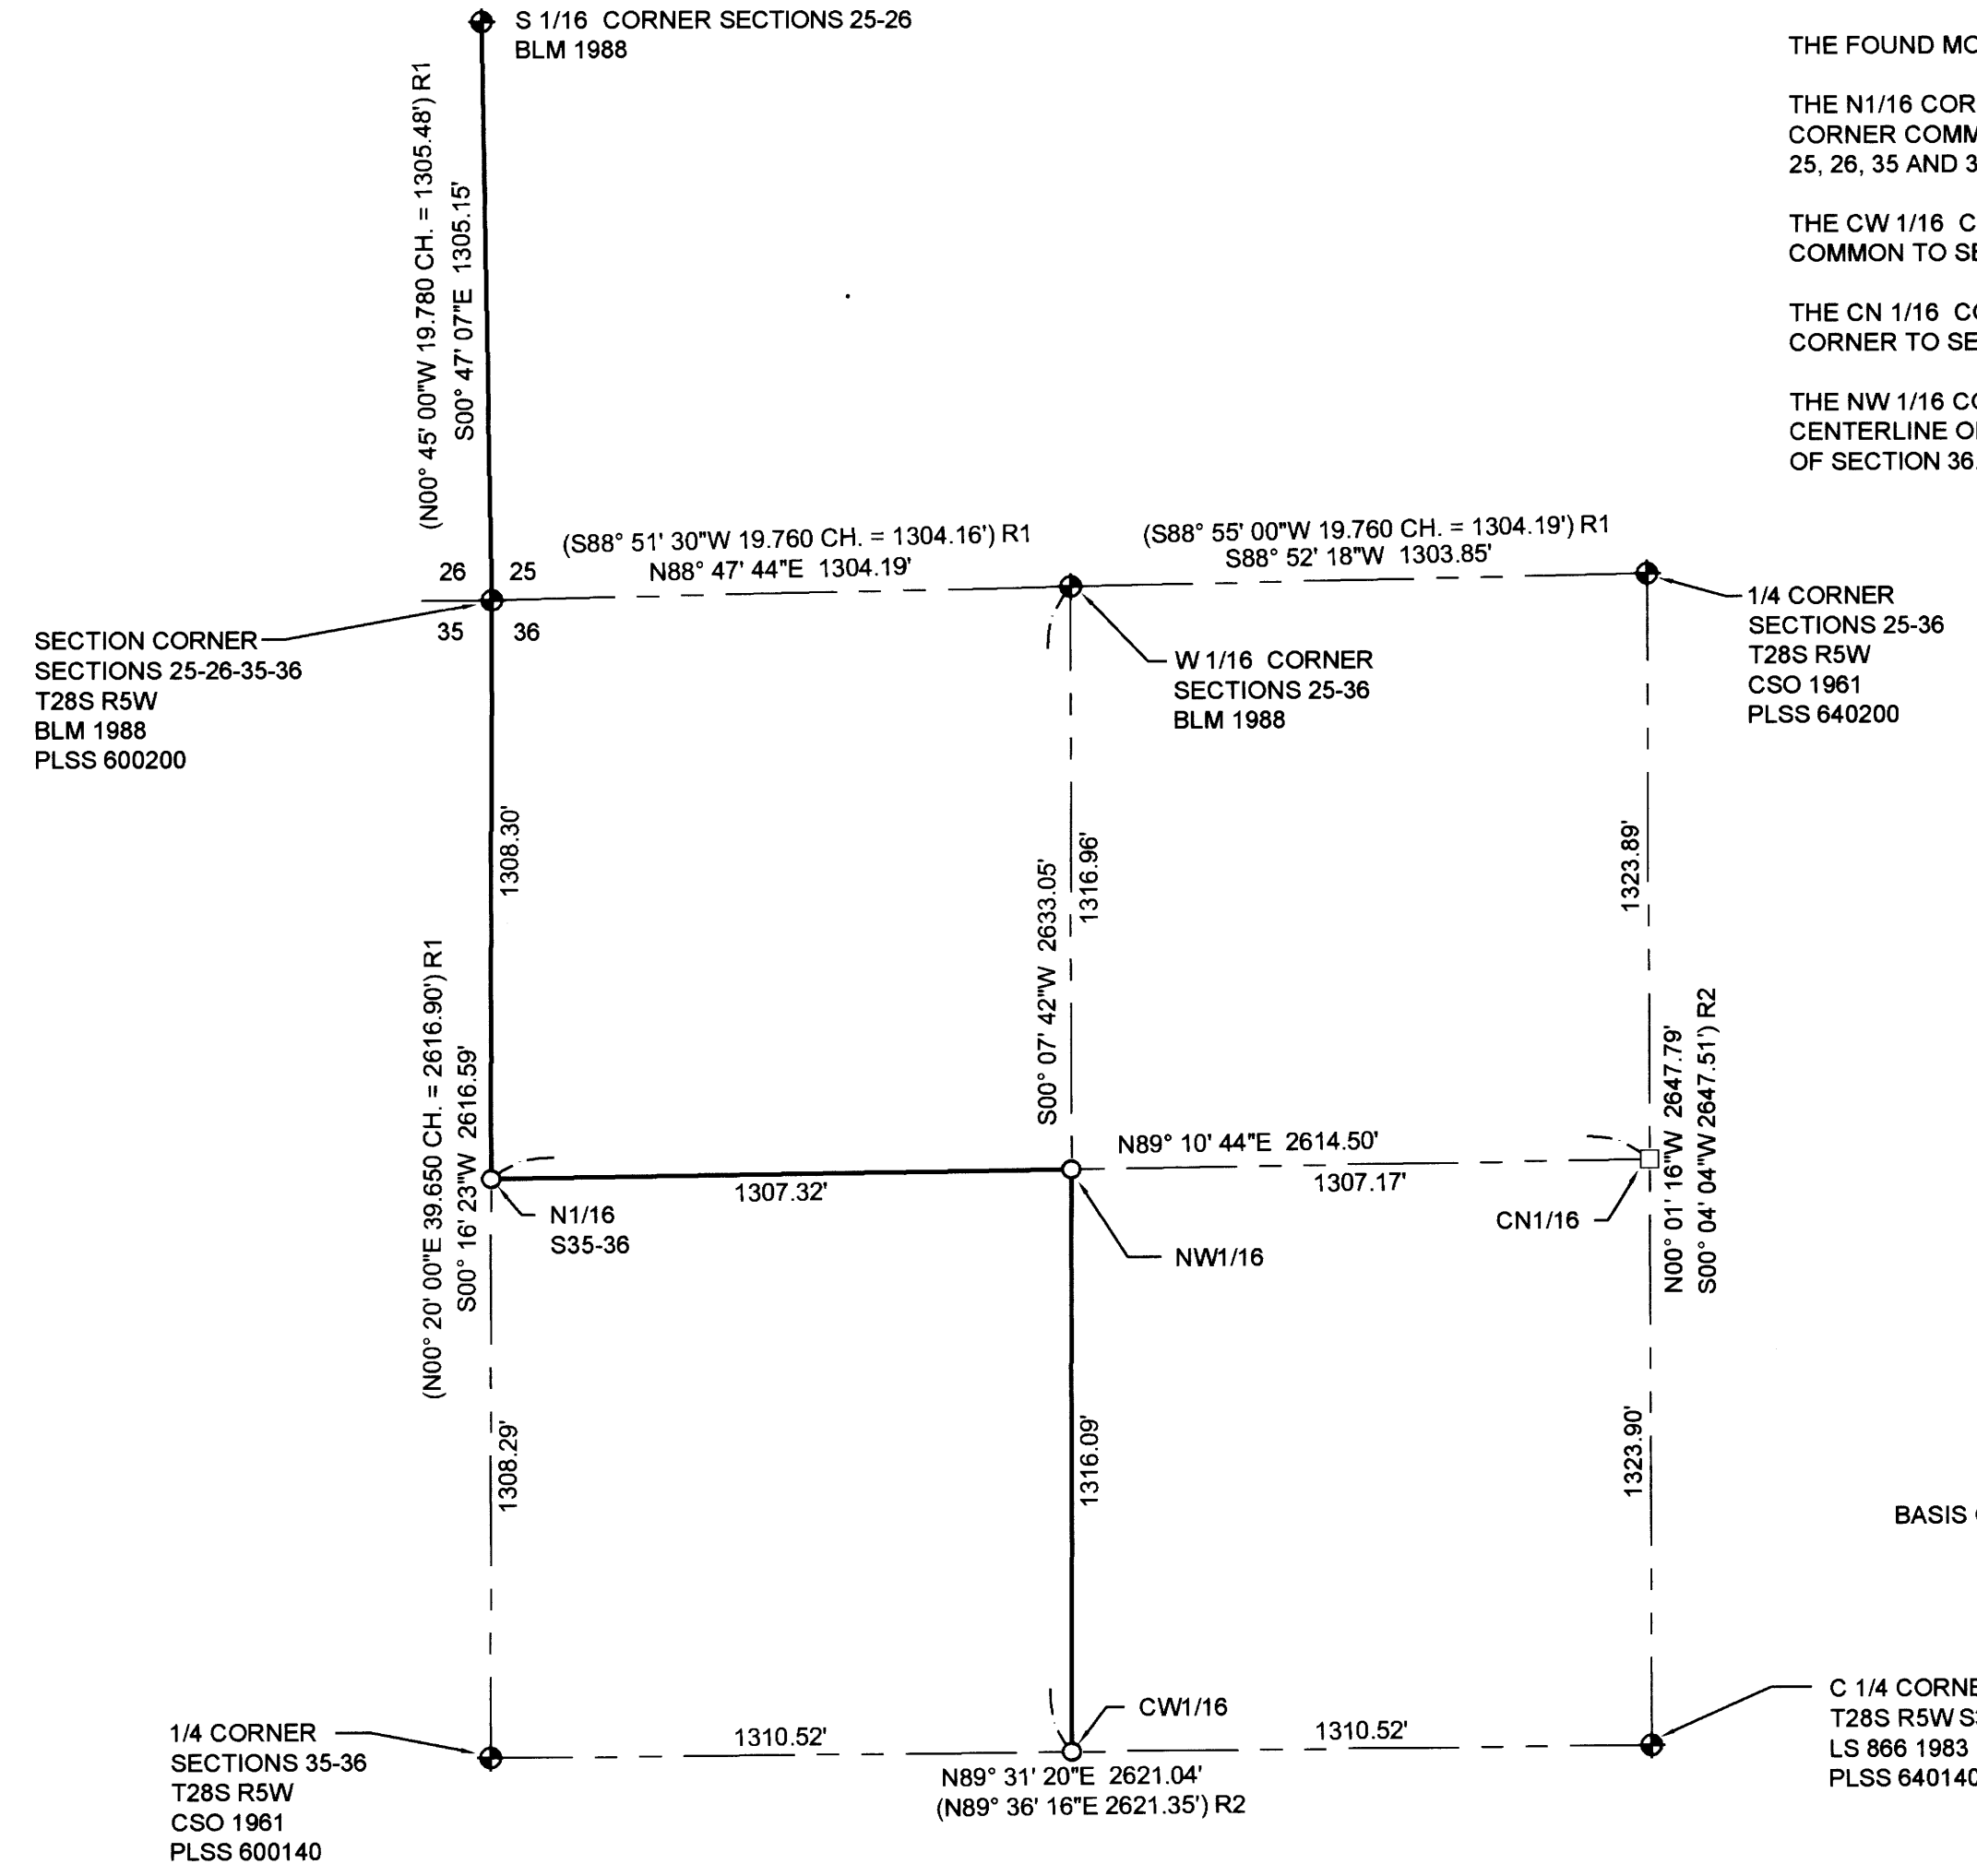 S 1/16 CORNER SECTIONS 25-26
BLM 1988
(N00° 45' 00"W 19.780 CH. = 1305.48') R1
S00° 47' 07"E 1305.15'
THE FOUND MO
THE N1/16 COR
CORNER COMM
25, 26, 35 AND 3
THE CW 1/16 C
COMMON TO SE
THE CN 1/16 CO
CORNER TO SE
THE NW 1/16 CO
CENTERLINE O
OF SECTION 36.
(S88° 51' 30"W 19.760 CH. = 1304.16') R1
N88° 47' 44"E 1304.19'
(S88° 55' 00"W 19.760 CH. = 1304.19') R1
S88° 52' 18"W 1303.85'
26 25
35 36
SECTION CORNER
SECTIONS 25-26-35-36
T28S R5W
BLM 1988
PLSS 600200
W 1/16 CORNER
SECTIONS 25-36
BLM 1988
1/4 CORNER
SECTIONS 25-36
T28S R5W
CSO 1961
PLSS 640200
1308.30'
S00° 07' 42"W 2633.05'
1316.96'
1323.89'
(N00° 20' 00"E 39.650 CH. = 2616.90') R1
S00° 16' 23"W 2616.59'
N00° 01' 16"W 2647.79'
S00° 04' 04"W 2647.51') R2
N89° 10' 44"E 2614.50'
1307.32'
1307.17'
N1/16
S35-36
NW1/16
CN1/16
1308.29'
1316.09'
1323.90'
BASIS
1/4 CORNER
SECTIONS 35-36
T28S R5W
CSO 1961
PLSS 600140
1310.52'
CW1/16
1310.52'
N89° 31' 20"E 2621.04'
(N89° 36' 16"E 2621.35') R2
C 1/4 CORNE
T28S R5W S3
LS 866 1983
PLSS 640140